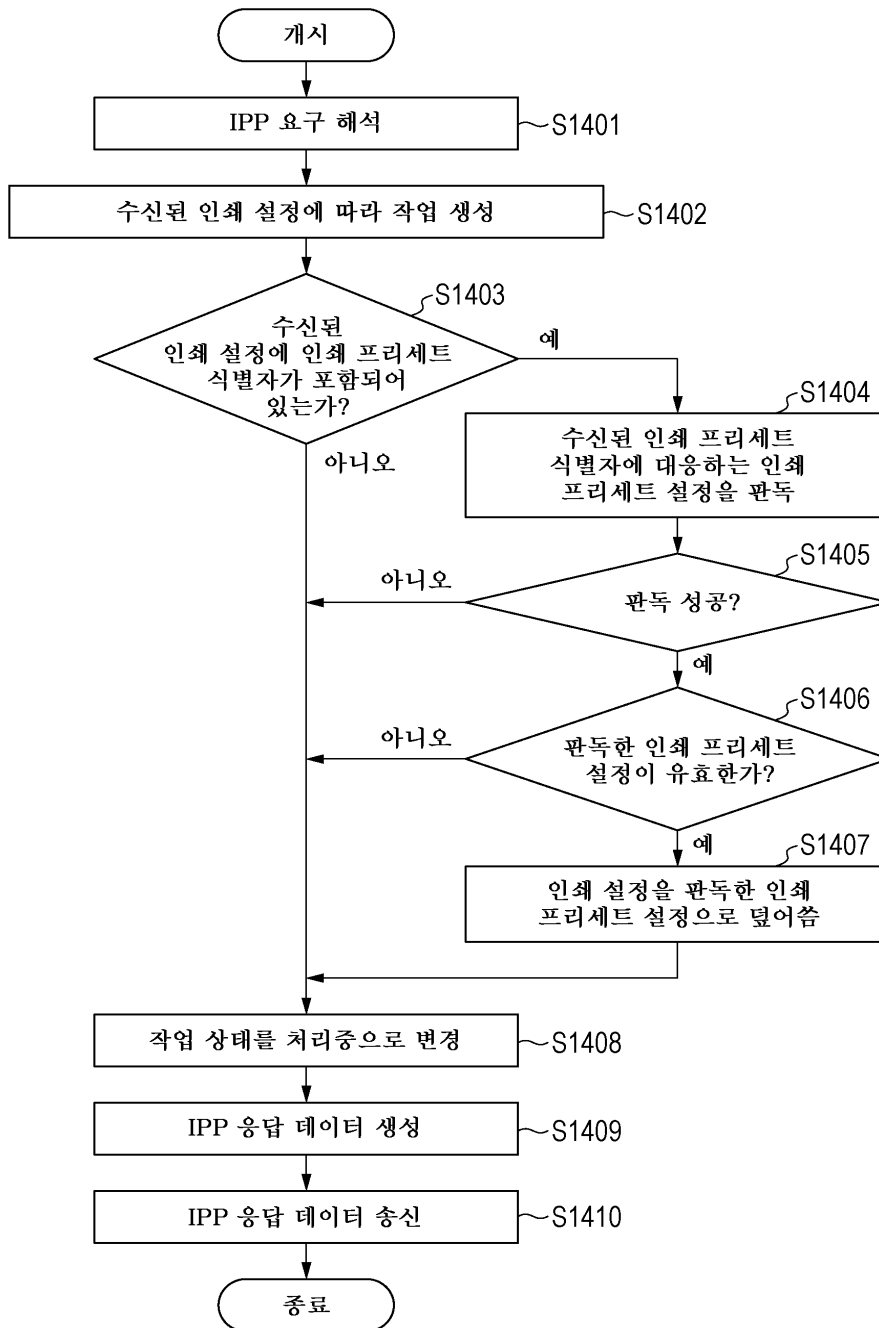 개시
IPP 요구 해석
S1401
수신된 인쇄 설정에 따라 작업 생성
S1402
S1403
수신된
인쇄 설정에 인쇄 프리세트
식별자가 포함되어
있는가?
예
아니오
S1404
수신된 인쇄 프리세트
식별자에 대응하는 인쇄
프리세트 설정을 판독
S1405
아니오
판독 성공?
예
S1406
아니오
판독한 인쇄 프리세트
설정이 유효한가?
예
S1407
인쇄 설정을 판독한 인쇄
프리세트 설정으로 덮어씀
작업 상태를 처리중으로 변경
S1408
IPP 응답 데이터 생성
S1409
IPP 응답 데이터 송신
S1410
종료